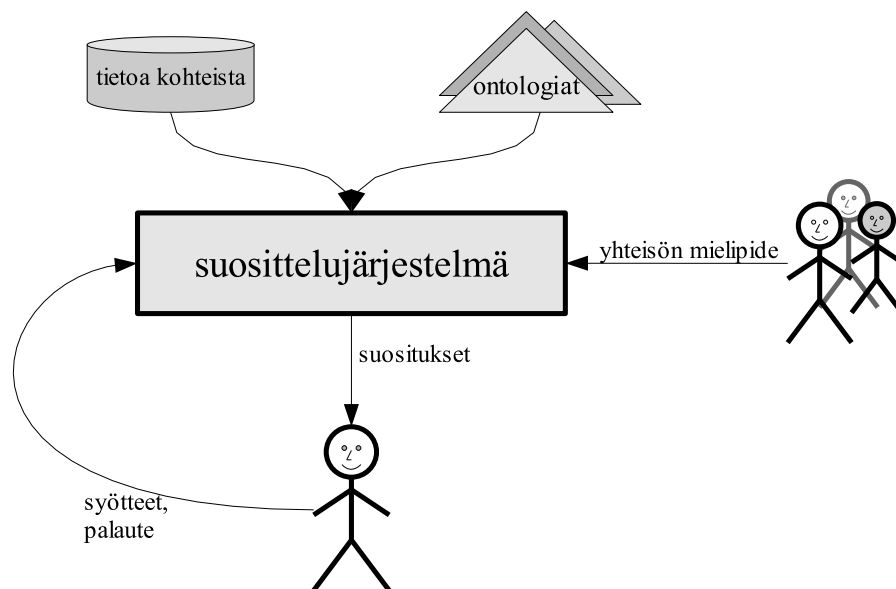 tietoa kohteista
ontologiat
suosittelujärjestelmä
yhteisön mielipide
suositukset
syötteet,
palaute